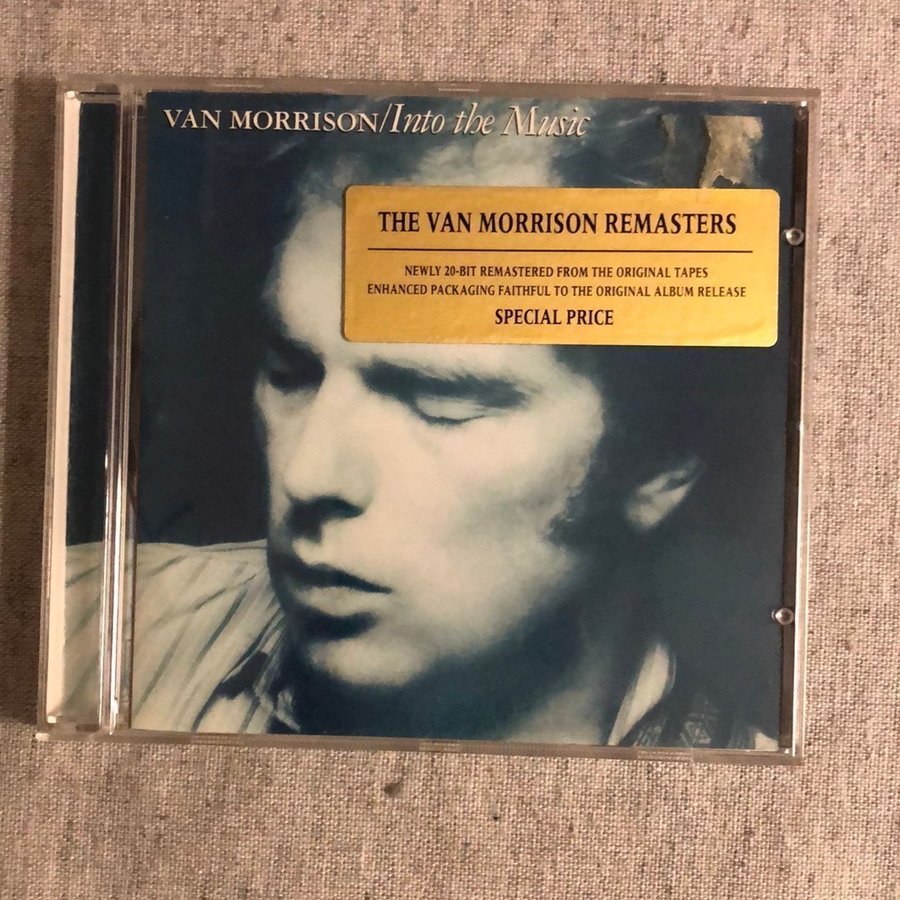 VAN MORRISON/Into the Music
THE VAN MORRISON REMASTERS
NEWLY 20-BIT REMASTERED FROM THE ORIGINAL TAPES
ENHANCED PACKAGING FAITHFUL TO THE ORIGINAL ALBUM RELEASE
SPECIAL PRICE